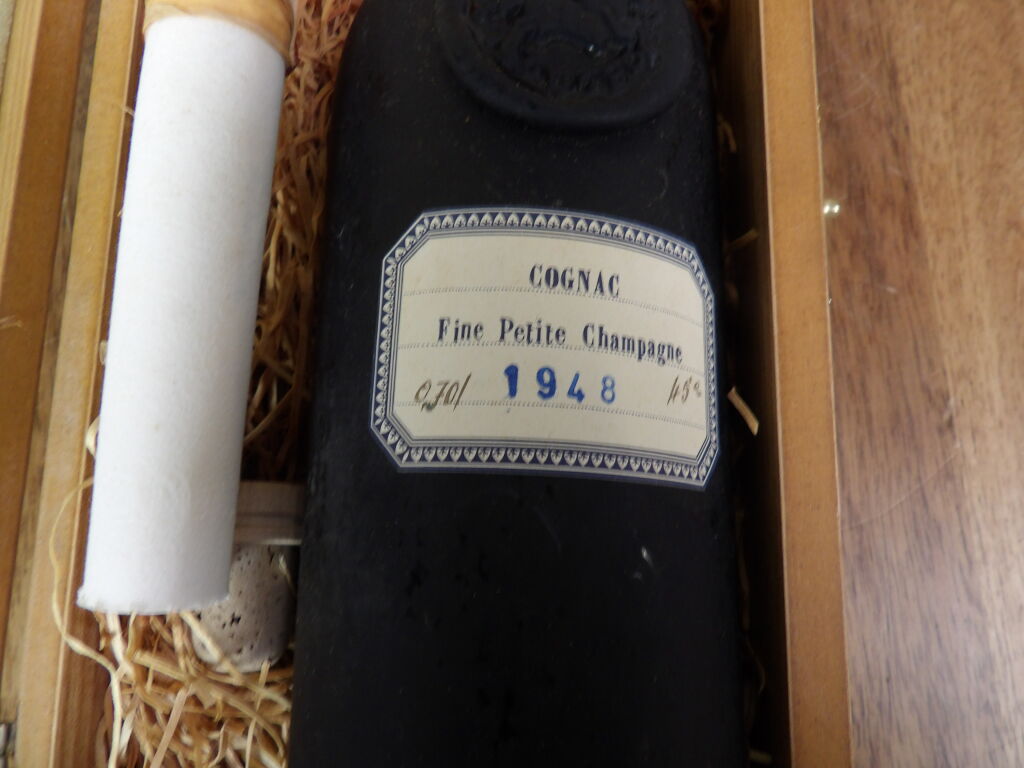 COGNAC
Fine Petite Champagne
0,70l 1948 45°